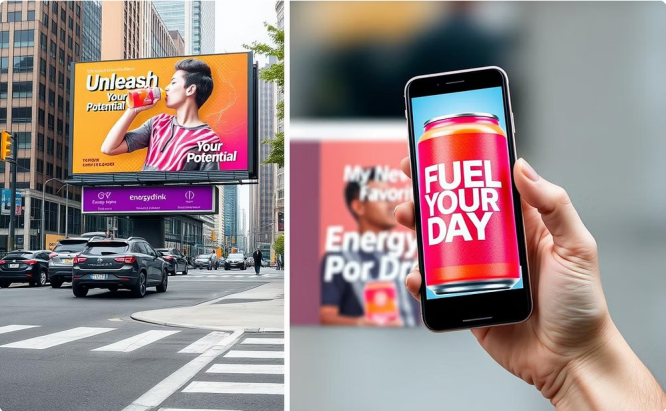 Unleash
Your
Potential
Your
Potential
energydink
FUEL
YOUR
DAY
My New
Favori
Energy
Por Dr